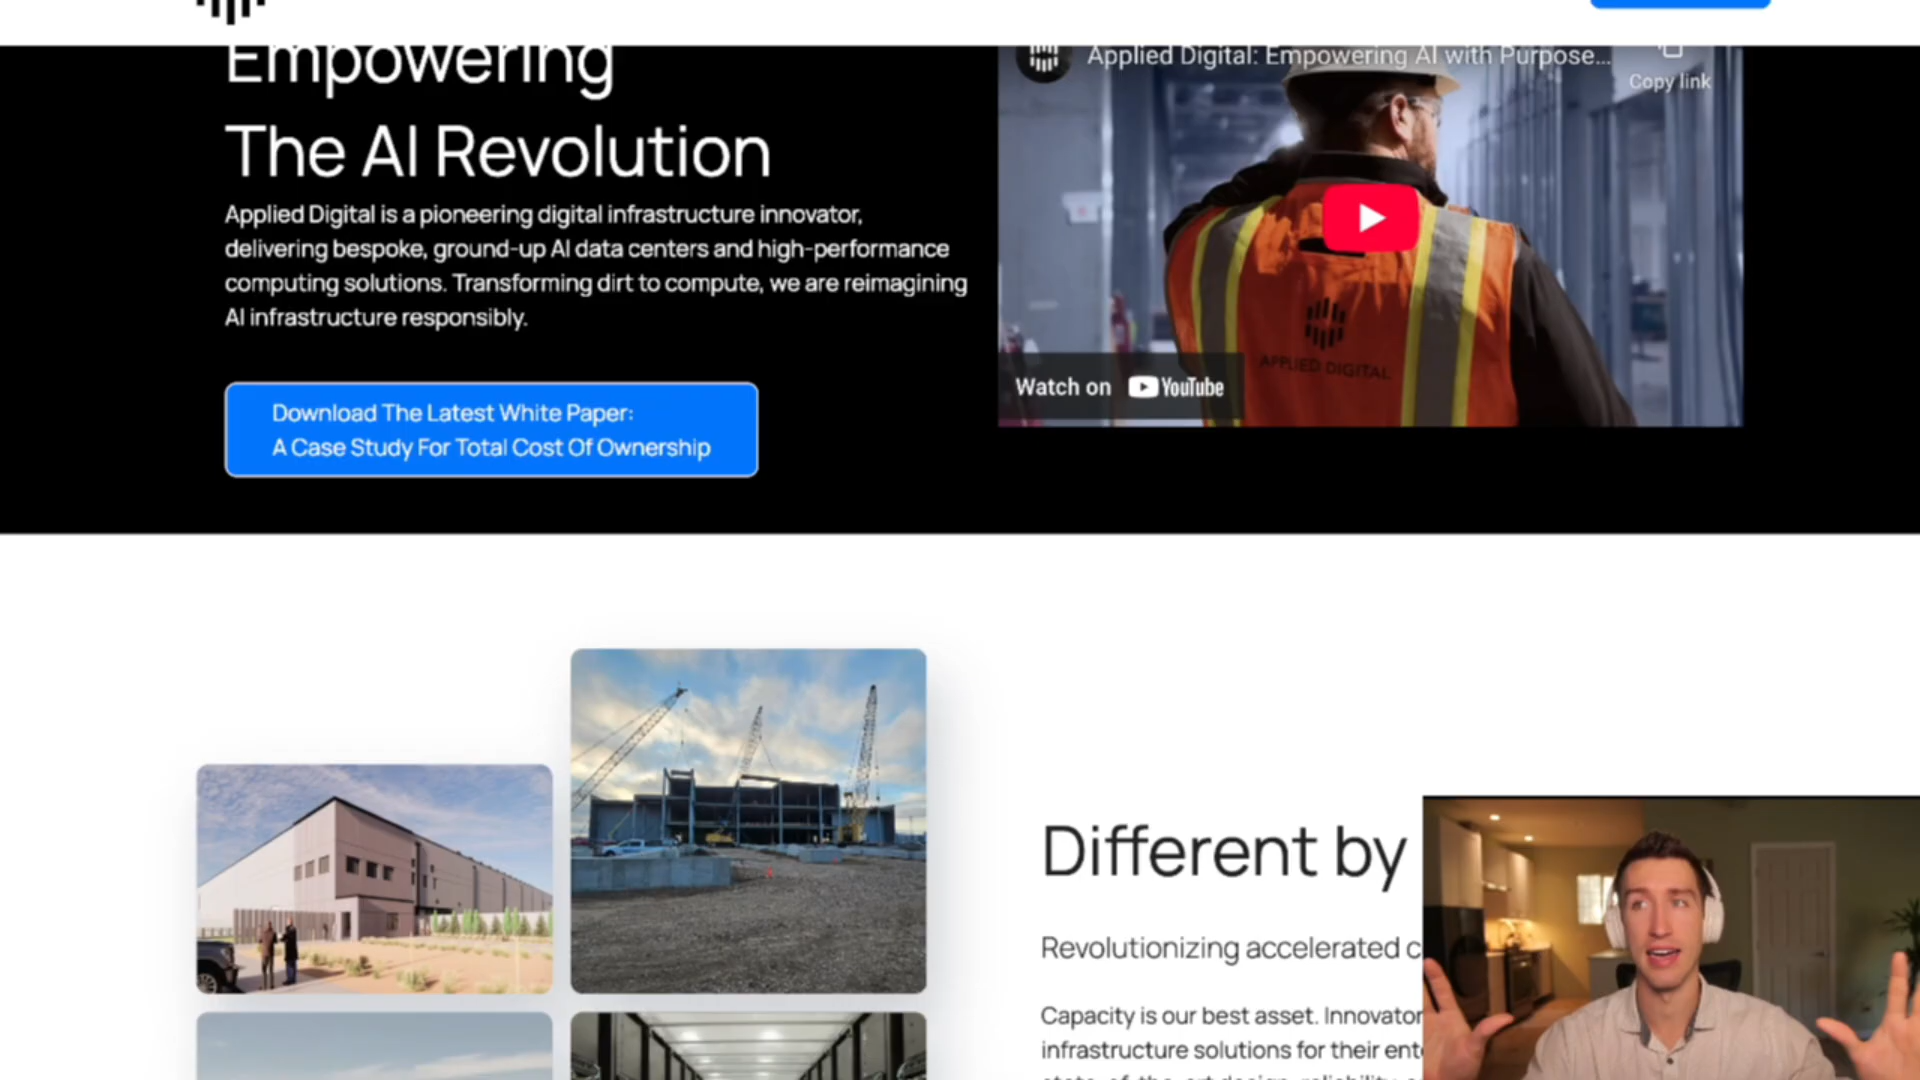 Empowering
The AI Revolution
Applied Digital is a pioneering digital infrastructure innovator,
delivering bespoke, ground-up AI data centers and high-performance
computing solutions. Transforming dirt to compute, we are reimagining
AI infrastructure responsibly.
Download The Latest White Paper:
A Case Study For Total Cost Of Ownership
Applied Digital: Empowering AI with Purpose...
Copy link
APPLIED DIGITAL
Watch on YouTube
Different by
Revolutionizing accelerated c
Capacity is our best asset. Innovator
infrastructure solutions for their ent